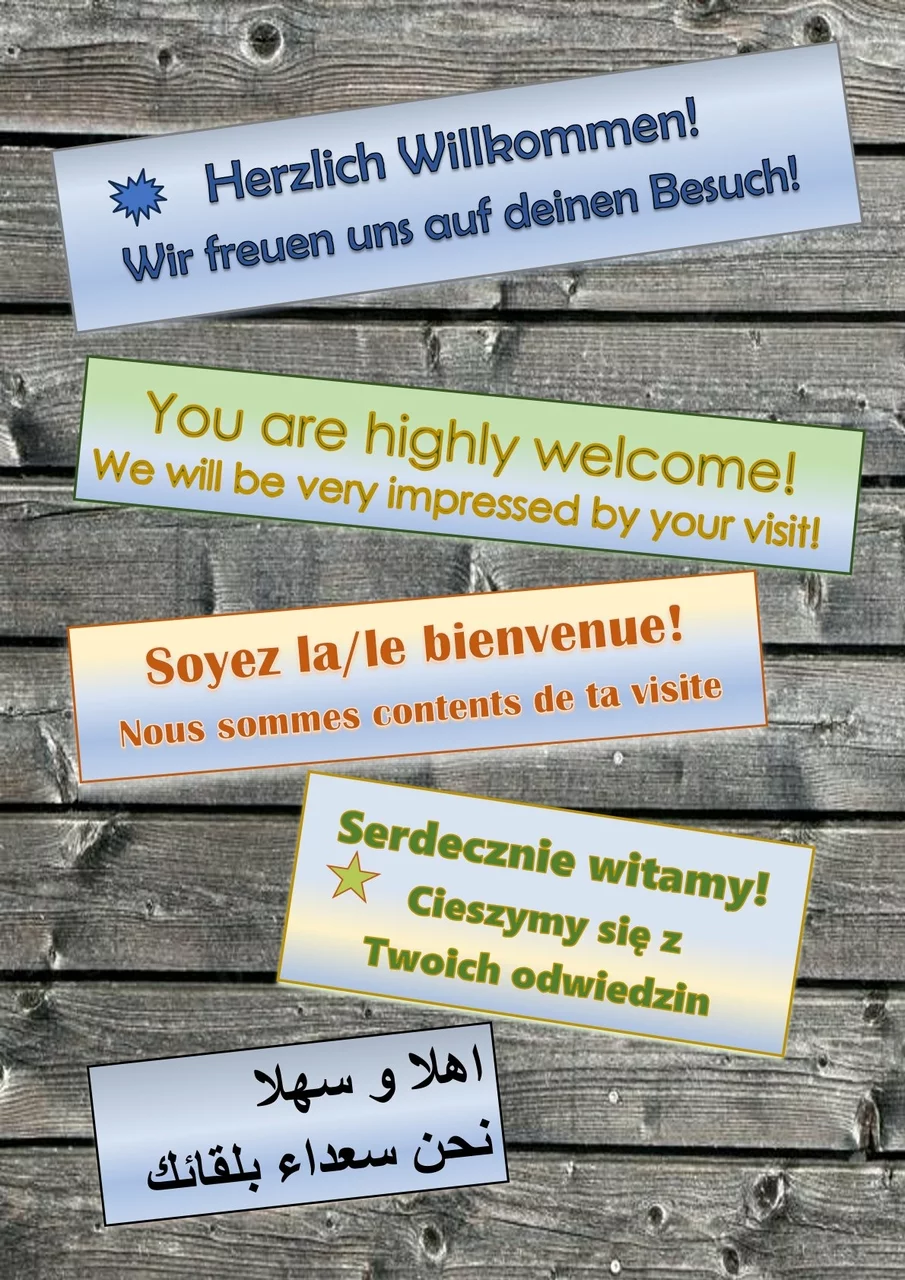 Herzlich Willkommen!
Wir freuen uns auf deinen Besuch!
You are highly welcome!
We will be very impressed by your visit!
Soyez la/le bienvenue!
Nous sommes contents de ta visite
Serdecznie witamy!
Cieszymy się z
Twoich odwiedzin
اهلا و سهلا
نحن سعداء بلقائك